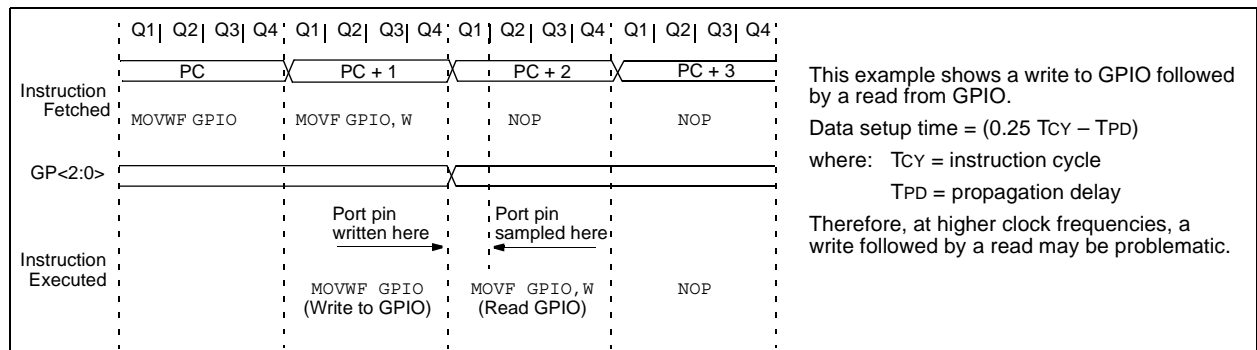 Q1| Q2| Q3| Q4 Q1| Q2| Q3| Q4 Q1| Q2| Q3| Q4 Q1| Q2| Q3| Q4
PC PC + 1 PC + 2 PC + 3
Instruction
Fetched
MOVWF GPIO MOVF GPIO, W NOP NOP
GP<2:0>
Port pin
written here
Port pin
sampled here
Instruction
Executed
MOVWF GPIO
(Write to GPIO)
MOVF GPIO,W
(Read GPIO)
NOP
This example shows a write to GPIO followed
by a read from GPIO.
Data setup time = (0.25 TCY – TPD)
where: TCY = instruction cycle
TPD = propagation delay
Therefore, at higher clock frequencies, a
write followed by a read may be problematic.